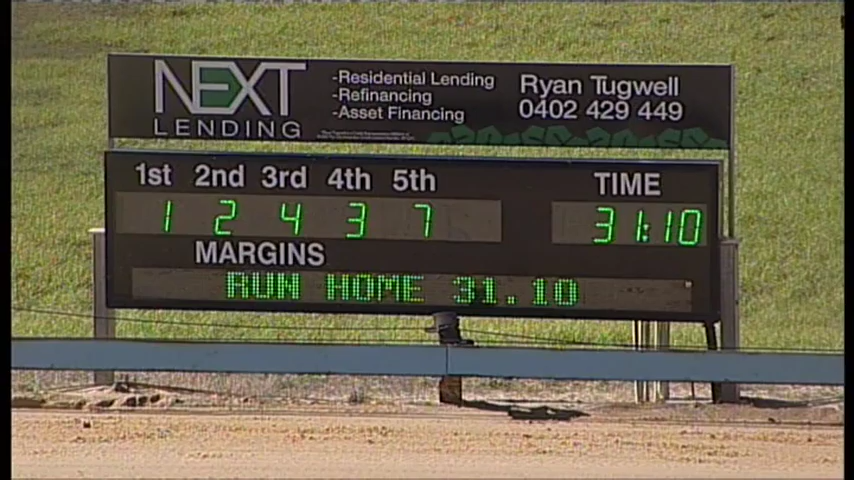 NEXT
LENDING
-Residential Lending
-Refinancing
-Asset Financing
Ryan Tugwell
0402 429 449
1st 2nd 3rd 4th 5th TIME
1 2 4 3 7 31:10
MARGINS
RUN HOME 31.10